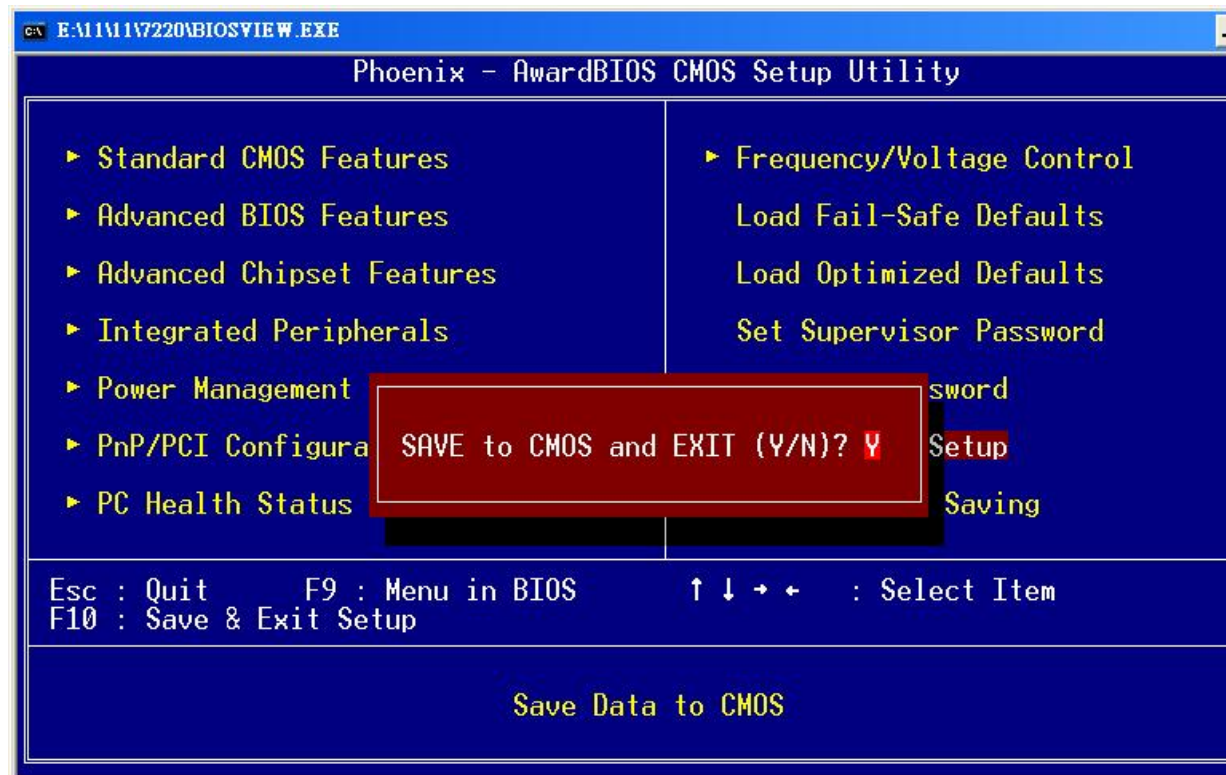 E:\11\11\7220\BIOSVIEW.EXE
Phoenix - AwardBIOS CMOS Setup Utility
► Standard CMOS Features
► Advanced BIOS Features
► Advanced Chipset Features
► Integrated Peripherals
► Power Management
► PnP/PCI Configura
► PC Health Status
► Frequency/Voltage Control
Load Fail-Safe Defaults
Load Optimized Defaults
Set Supervisor Password
sword
Setup
Saving
SAVE to CMOS and EXIT (Y/N)? Y
Esc : Quit F9 : Menu in BIOS ↑ ↓ → ← : Select Item
F10 : Save & Exit Setup
Save Data to CMOS